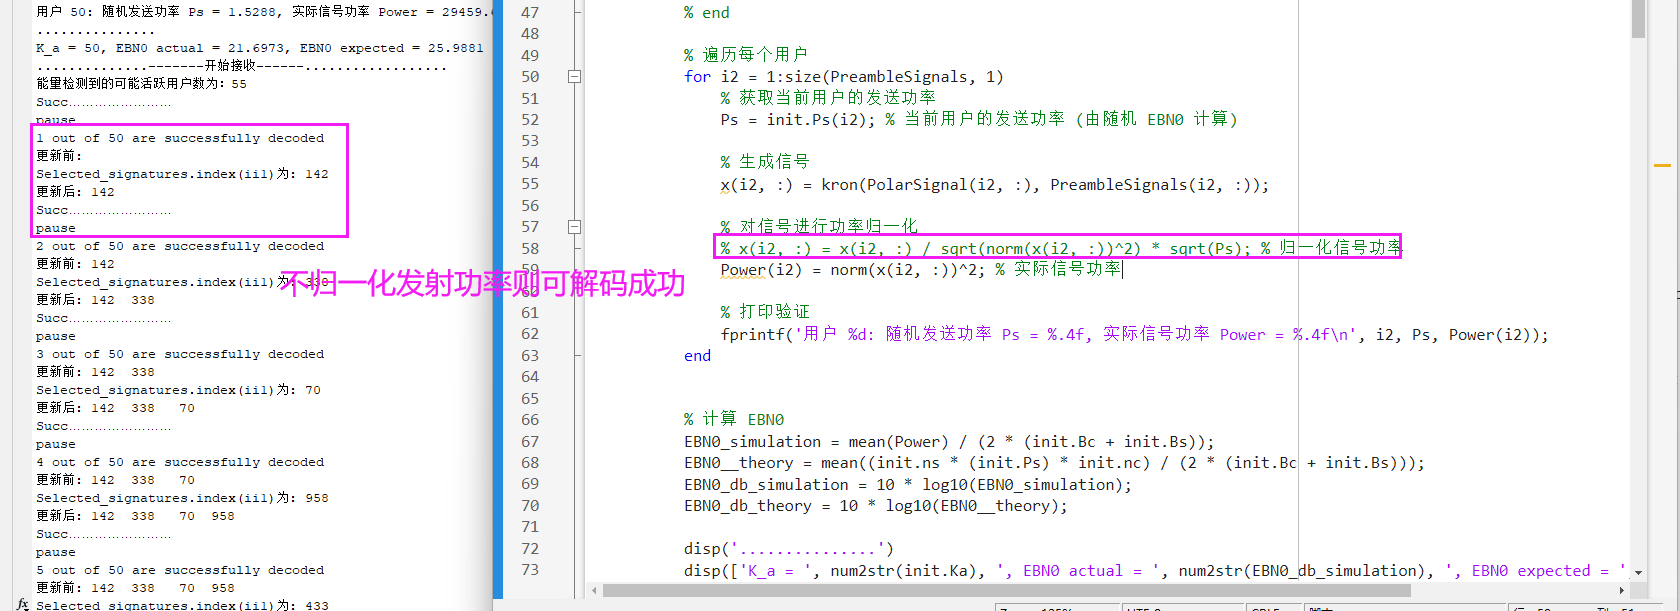 用户 50: 随机发送功率 Ps = 1.5288, 实际信号功率 Power = 29459.
...............
K_a = 50, EBN0 actual = 21.6973, EBN0 expected = 25.9881
..............-------开始接收------..................
能量检测到的可能活跃用户数为: 55
Succ........................
pause
1 out of 50 are successfully decoded
更新前:
Selected_signatures.index(ii1)为: 142
更新后: 142
Succ........................
pause
2 out of 50 are successfully decoded
更新前: 142
Selected_signatures.index(ii1)为: 338
更新后: 142 338
Succ........................
pause
3 out of 50 are successfully decoded
更新前: 142 338
Selected_signatures.index(ii1)为: 70
更新后: 142 338 70
Succ........................
pause
4 out of 50 are successfully decoded
更新前: 142 338 70
Selected_signatures.index(ii1)为: 958
更新后: 142 338 70 958
Succ........................
pause
5 out of 50 are successfully decoded
更新前: 142 338 70 958
Selected_signatures.index(ii1)为: 433
fx
不归一化发射功率则可解码成功
47 % end
48
49 % 遍历每个用户
50 for i2 = 1:size(PreambleSignals, 1)
51 % 获取当前用户的发送功率
52 Ps = init.Ps(i2); % 当前用户的发送功率 (由随机 EBN0 计算)
53
54 % 生成信号
55 x(i2, :) = kron(PolarSignal(i2, :), PreambleSignals(i2, :));
56
57 % 对信号进行功率归一化
58 % x(i2, :) = x(i2, :) / sqrt(norm(x(i2, :))^2) * sqrt(Ps); % 归一化信号功率
59 Power(i2) = norm(x(i2, :))^2; % 实际信号功率
60
61 % 打印验证
62 fprintf('用户 %d: 随机发送功率 Ps = %.4f, 实际信号功率 Power = %.4f\n', i2, Ps, Power(i2));
63 end
64
65
66 % 计算 EBN0
67 EBN0_simulation = mean(Power) / (2 * (init.Bc + init.Bs));
68 EBN0__theory = mean((init.ns * (init.Ps) * init.nc) / (2 * (init.Bc + init.Bs)));
69 EBN0_db_simulation = 10 * log10(EBN0_simulation);
70 EBN0_db_theory = 10 * log10(EBN0__theory);
71
72 disp('...............')
73 disp(['K_a = ', num2str(init.Ka), ', EBN0 actual = ', num2str(EBN0_db_simulation), ', EBN0 expected = '